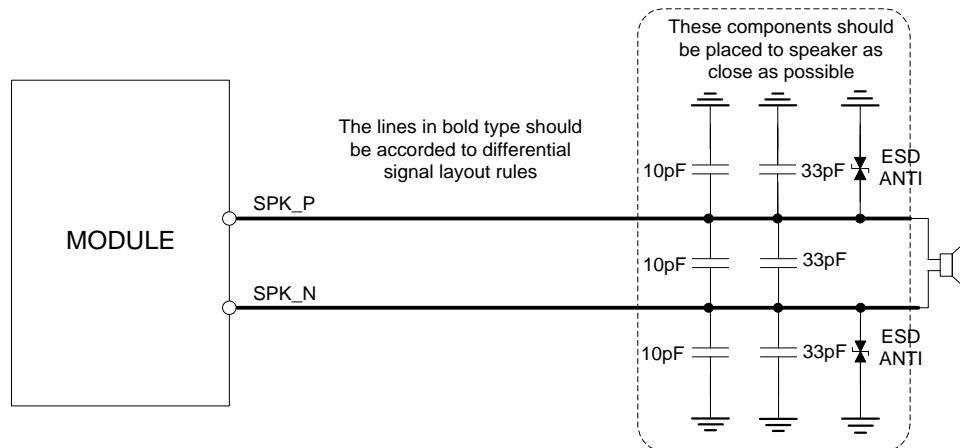 These components should
be placed to speaker as
close as possible
The lines in bold type should
be accorded to differential
signal layout rules
10pF
33pF
ESD
ANTI
SPK_P
MODULE
10pF
33pF
SPK_N
10pF
33pF
ESD
ANTI